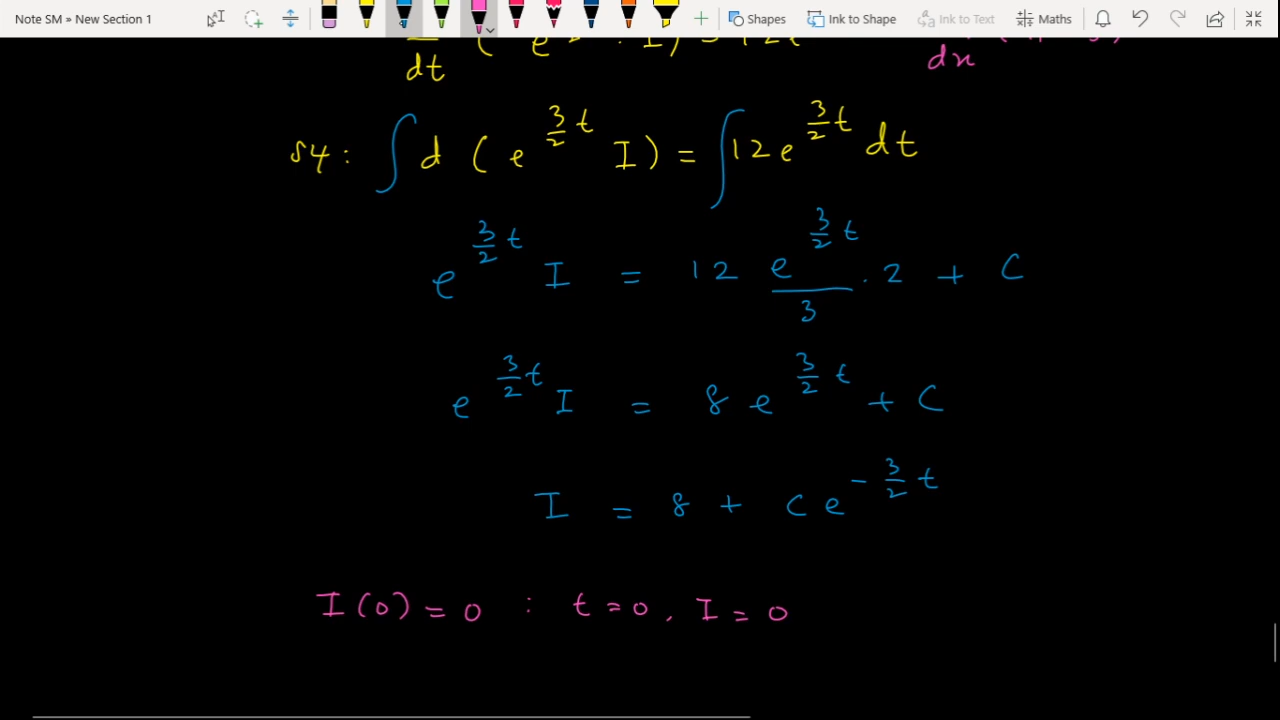 Note SM » New Section 1
Shapes
Ink to Shape
Ink to Text
Maths
dt
dx
S4 : ∫ d ( e^{3/2 t} I ) = ∫ 12 e^{3/2 t} dt
e^{3/2 t} I = 12 e^{3/2 t}/3 . 2 + C
e^{3/2 t} I = 8 e^{3/2 t} + C
I = 8 + C e^{-3/2 t}
I(0) = 0 : t = 0 , I = 0